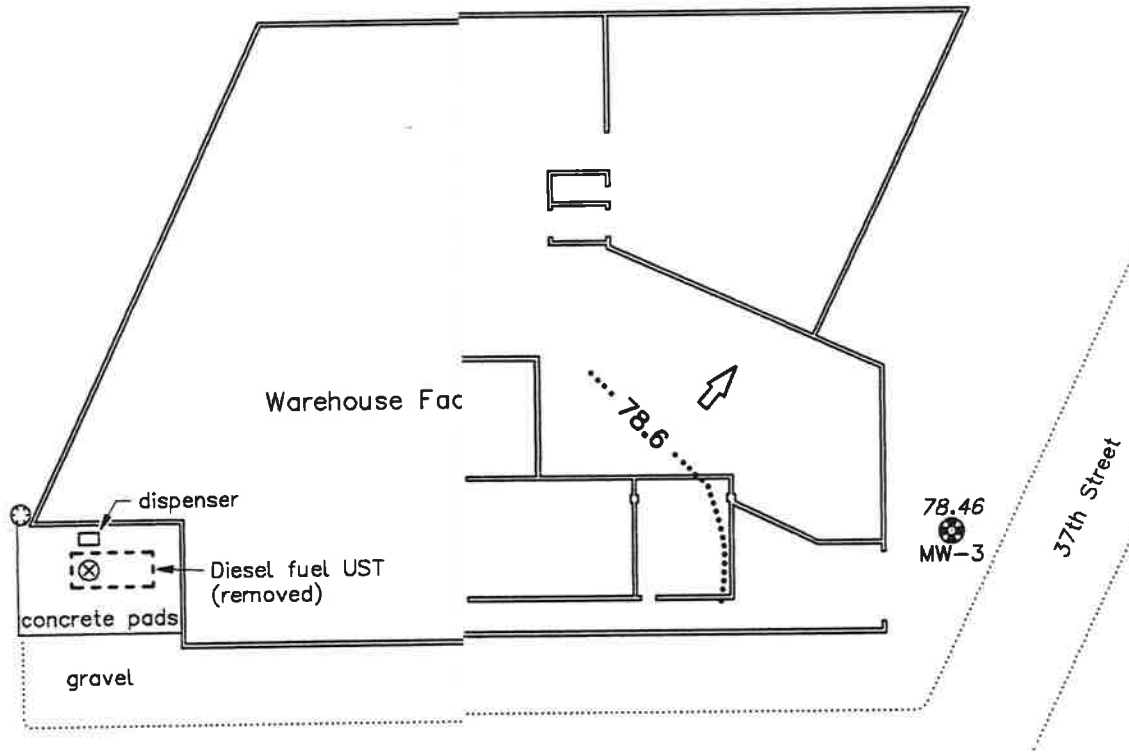 Warehouse Fac
78.6
dispenser
78.46
MW-3
37th Street
Diesel fuel UST
(removed)
concrete pads
gravel